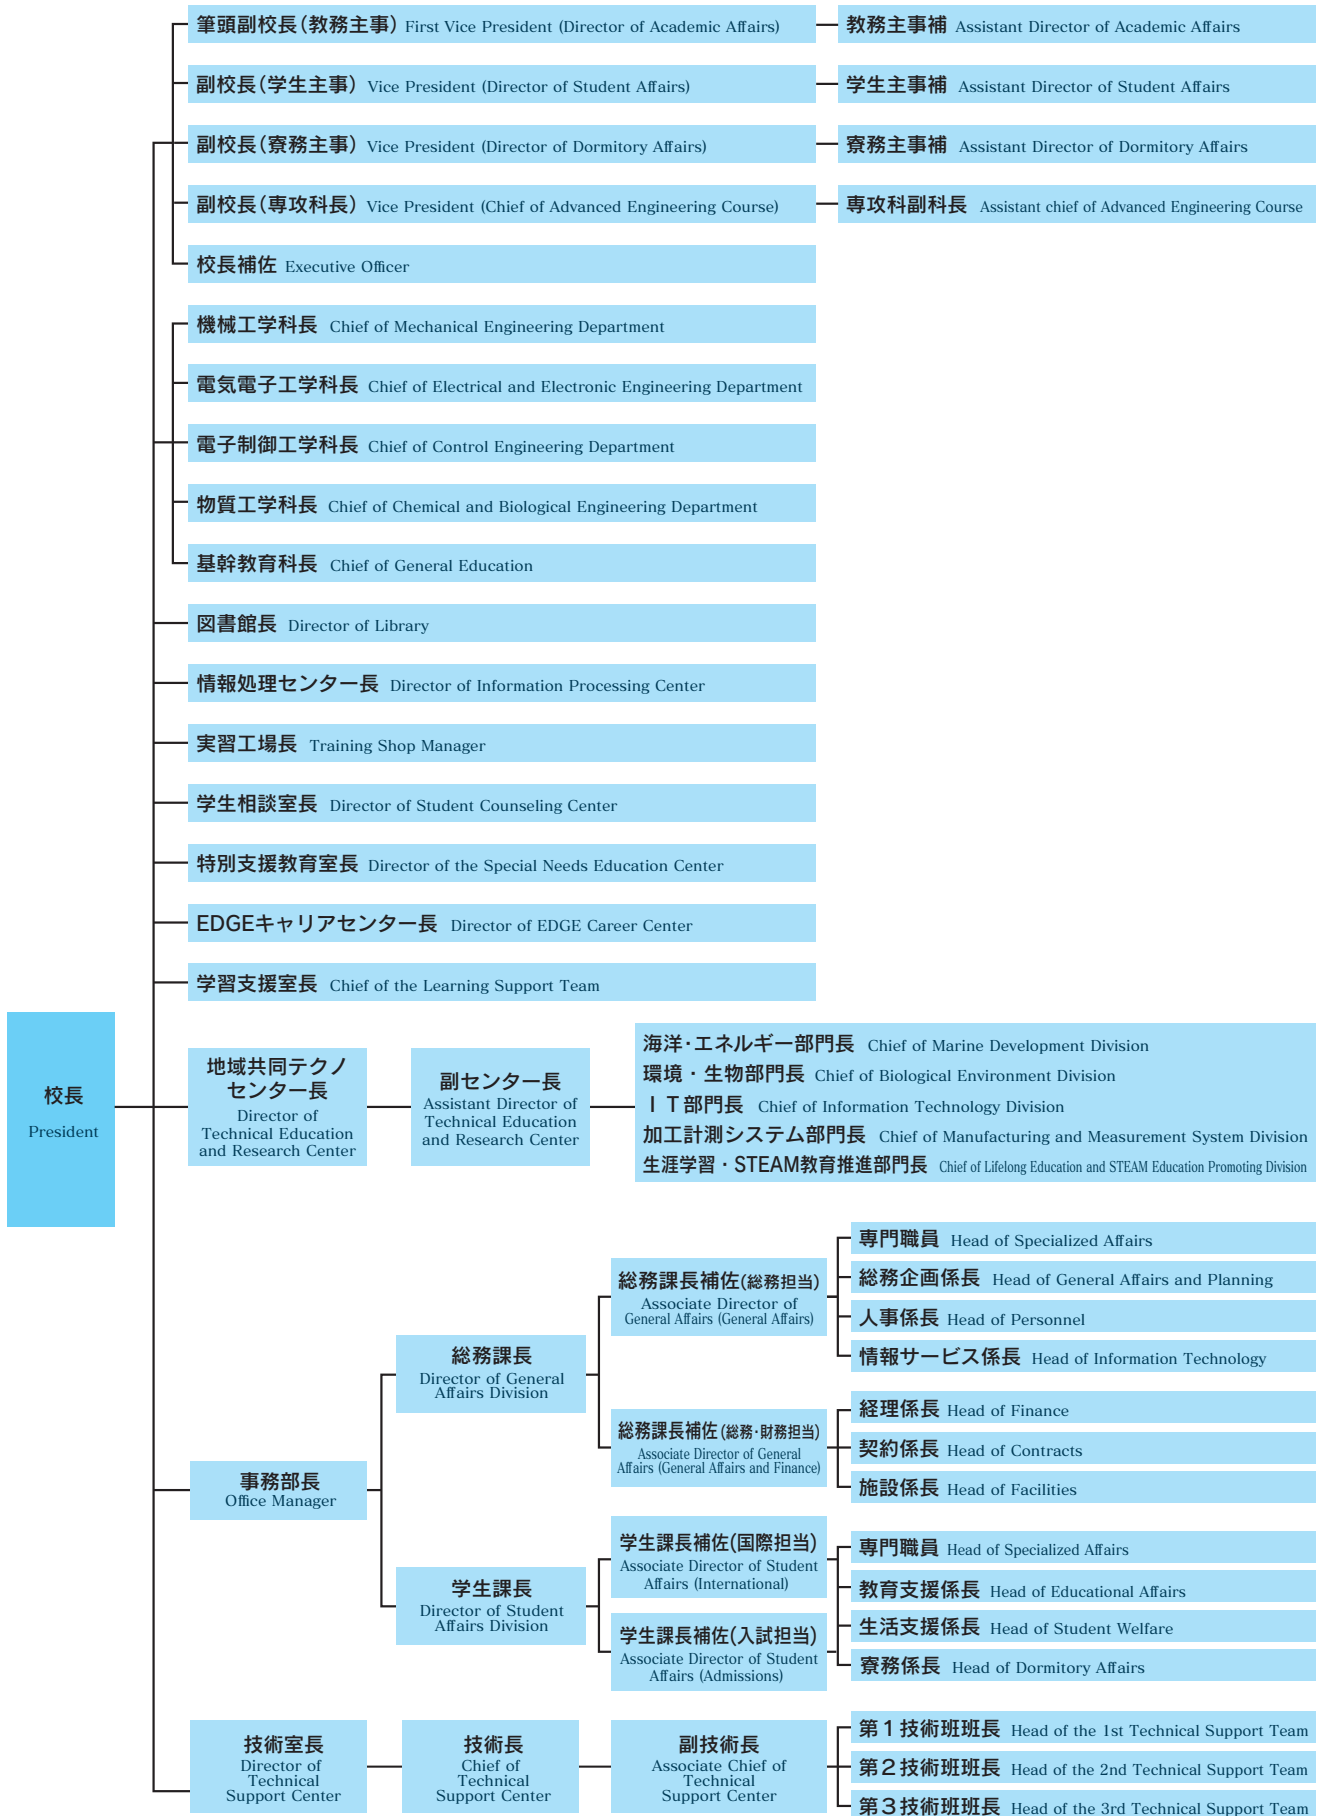 筆頭副校長(教務主事) First Vice President (Director of Academic Affairs)
教務主事補 Assistant Director of Academic Affairs
副校長(学生主事) Vice President (Director of Student Affairs)
学生主事補 Assistant Director of Student Affairs
副校長(寮務主事) Vice President (Director of Dormitory Affairs)
寮務主事補 Assistant Director of Dormitory Affairs
副校長(専攻科長) Vice President (Chief of Advanced Engineering Course)
専攻科副科長 Assistant chief of Advanced Engineering Course
校長補佐 Executive Officer
機械工学科長 Chief of Mechanical Engineering Department
電気電子工学科長 Chief of Electrical and Electronic Engineering Department
電子制御工学科長 Chief of Control Engineering Department
物質工学科長 Chief of Chemical and Biological Engineering Department
基幹教育科長 Chief of General Education
図書館長 Director of Library
情報処理センター長 Director of Information Processing Center
実習工場長 Training Shop Manager
学生相談室長 Director of Student Counseling Center
特別支援教育室長 Director of the Special Needs Education Center
EDGEキャリアセンター長 Director of EDGE Career Center
学習支援室長 Chief of the Learning Support Team
校長
President
地域共同テクノ
センター長
Director of
Technical Education
and Research Center
副センター長
Assistant Director of
Technical Education
and Research Center
海洋・エネルギー部門長 Chief of Marine Development Division
環境・生物部門長 Chief of Biological Environment Division
IT部門長 Chief of Information Technology Division
加工計測システム部門長 Chief of Manufacturing and Measurement System Division
生涯学習・STEAM教育推進部門長 Chief of Lifelong Education and STEAM Education Promoting Division
事務部長
Office Manager
総務課長
Director of General
Affairs Division
総務課長補佐(総務担当)
Associate Director of
General Affairs (General Affairs)
専門職員 Head of Specialized Affairs
総務企画係長 Head of General Affairs and Planning
人事係長 Head of Personnel
情報サービス係長 Head of Information Technology
総務課長補佐(総務・財務担当)
Associate Director of General
Affairs (General Affairs and Finance)
経理係長 Head of Finance
契約係長 Head of Contracts
施設係長 Head of Facilities
学生課長
Director of Student
Affairs Division
学生課長補佐(国際担当)
Associate Director of Student
Affairs (International)
学生課長補佐(入試担当)
Associate Director of Student
Affairs (Admissions)
専門職員 Head of Specialized Affairs
教育支援係長 Head of Educational Affairs
生活支援係長 Head of Student Welfare
寮務係長 Head of Dormitory Affairs
技術室長
Director of
Technical
Support Center
技術長
Chief of
Technical
Support Center
副技術長
Associate Chief of
Technical
Support Center
第1技術班班長 Head of the 1st Technical Support Team
第2技術班班長 Head of the 2nd Technical Support Team
第3技術班班長 Head of the 3rd Technical Support Team